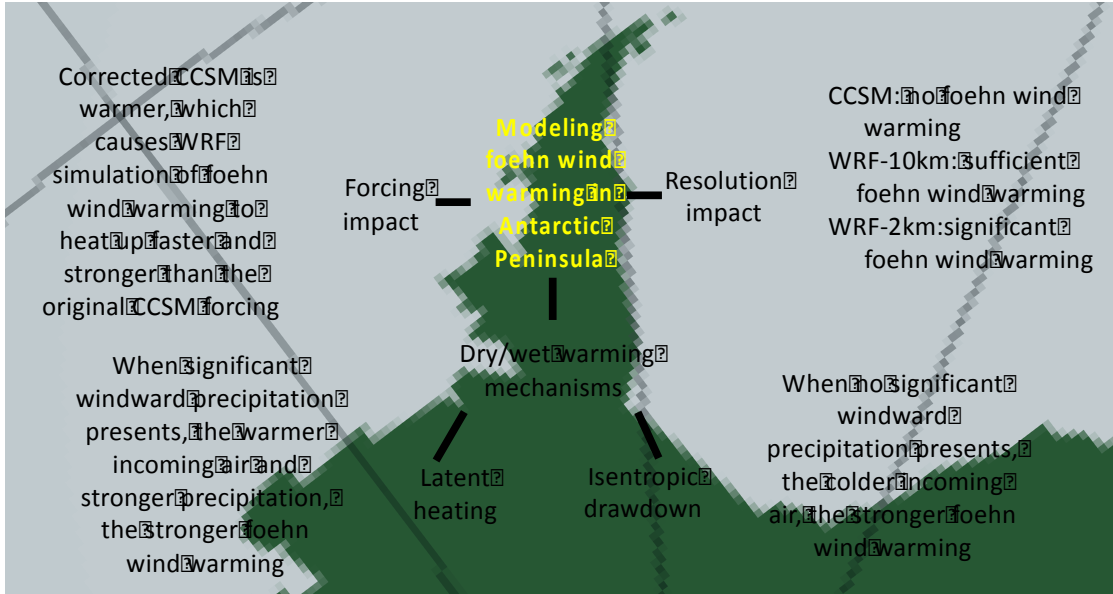 Corrected CCSM is
warmer, which
causes WRF
simulation of foehn
wind warming to
heat up faster and
stronger than the
original CCSM forcing
Forcing
impact
Modeling
foehn wind
warming in
Antarctic
Peninsula
Resolution
impact
CCSM: no foehn wind
warming
WRF-10km: sufficient
foehn wind warming
WRF-2km:significant
foehn wind warming
Dry/wet warming
mechanisms
When significant
windward precipitation
presents, the warmer
incoming air and
stronger precipitation,
the stronger foehn
wind warming
Latent
heating
Isentropic
drawdown
When no significant
windward
precipitation presents,
the colder incoming
air, the stronger foehn
wind warming